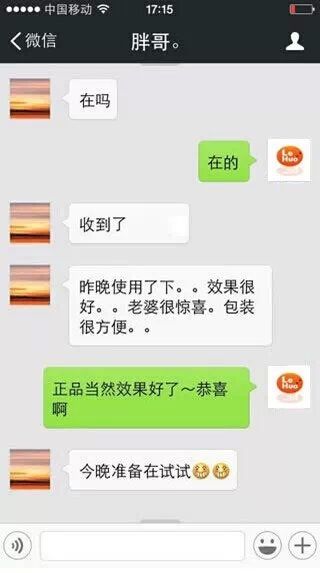 中国移动 17:15
微信 胖哥。
在吗
在的
Le
Huo
收到了
昨晚使用了下。。效果很
好。。老婆很惊喜。包装
很方便。。
正品当然效果好了～恭喜
啊
Le
Huo
今晚准备在试试